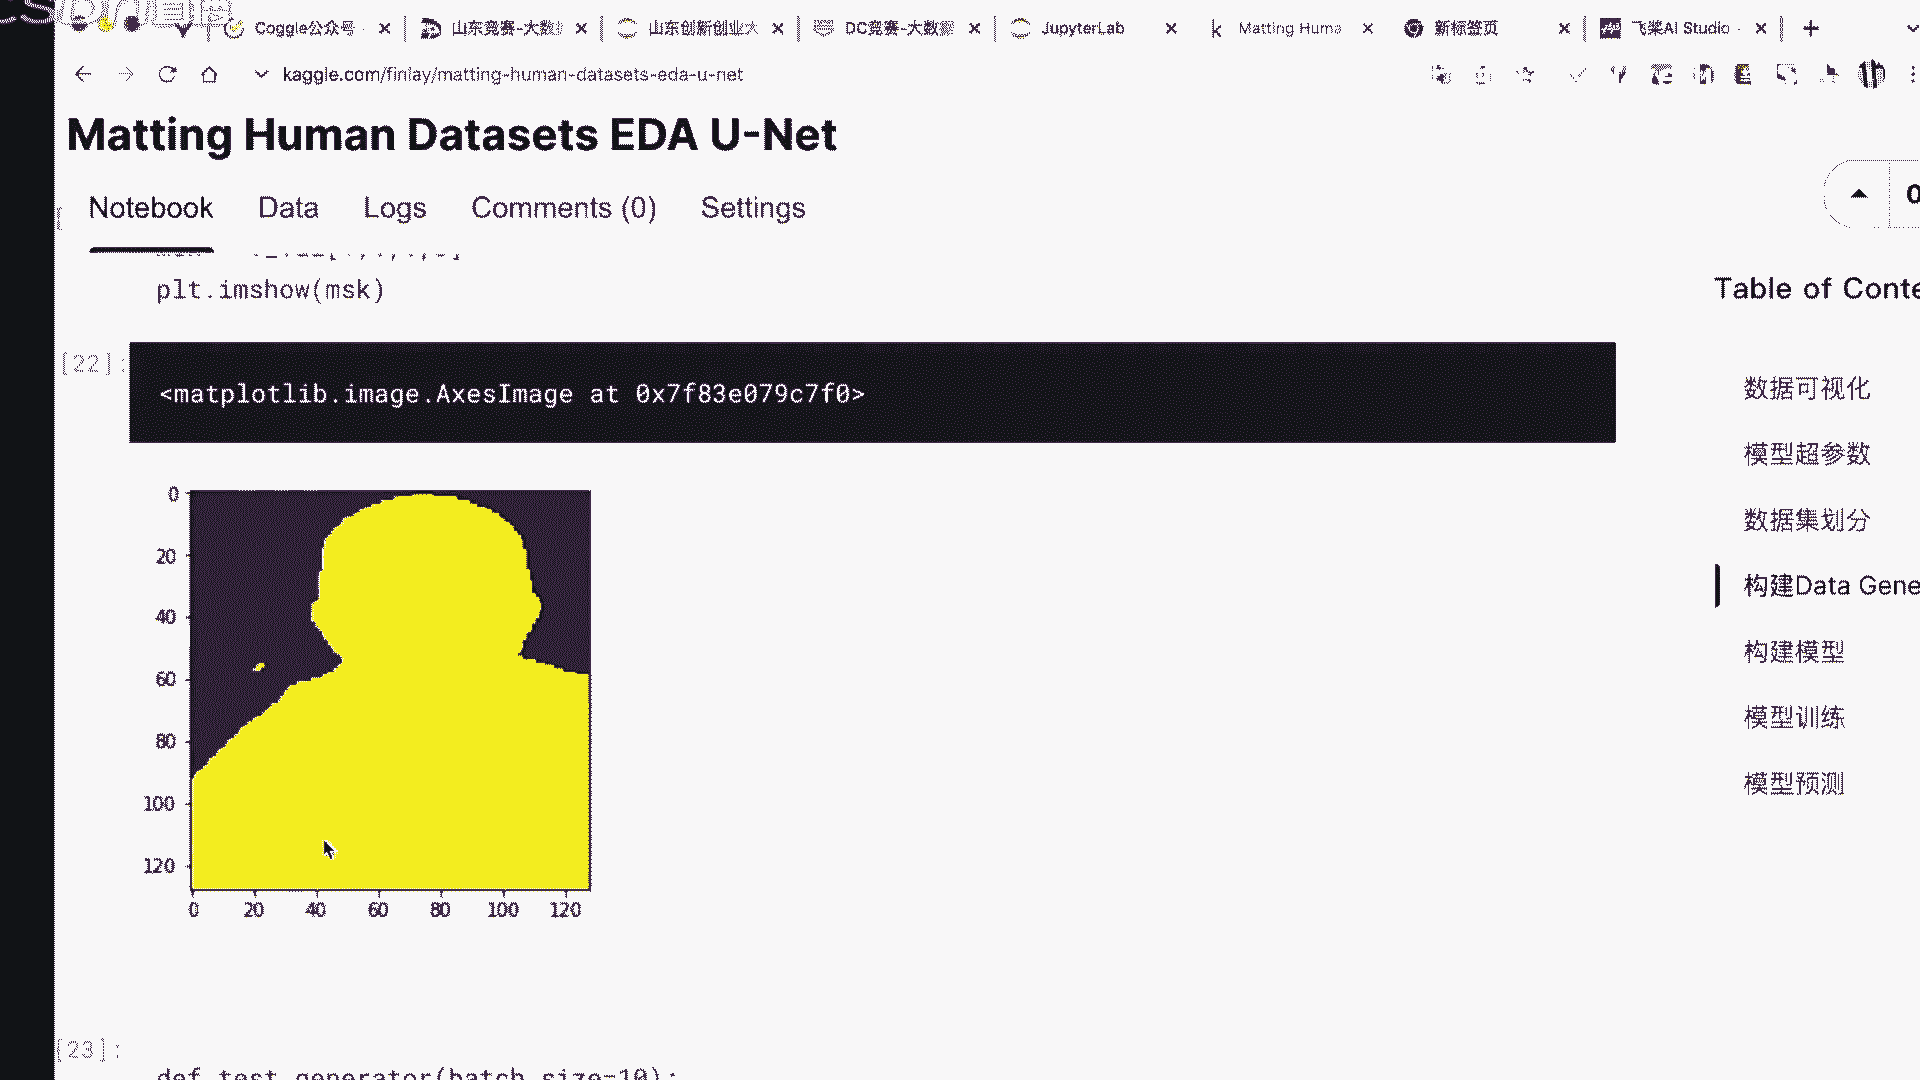 Coggle公众号
山东竞赛-大数
山东创新创业大
DC竞赛-大数据
JupyterLab
Matting Huma
新标签页
飞桨AI Studio
kaggle.com/finlay/matting-human-datasets-eda-u-net
Matting Human Datasets EDA U-Net
Notebook
Data
Logs
Comments (0)
Settings
0
plt.imshow(msk)
[22]:
<matplotlib.image.AxesImage at 0x7f83e079c7f0>
0
20
40
60
80
100
120
0 20 40 60 80 100 120
[23]:
def test_generator(batch_size=10):
Table of Conte
数据可视化
模型超参数
数据集划分
构建Data Gene
构建模型
模型训练
模型预测